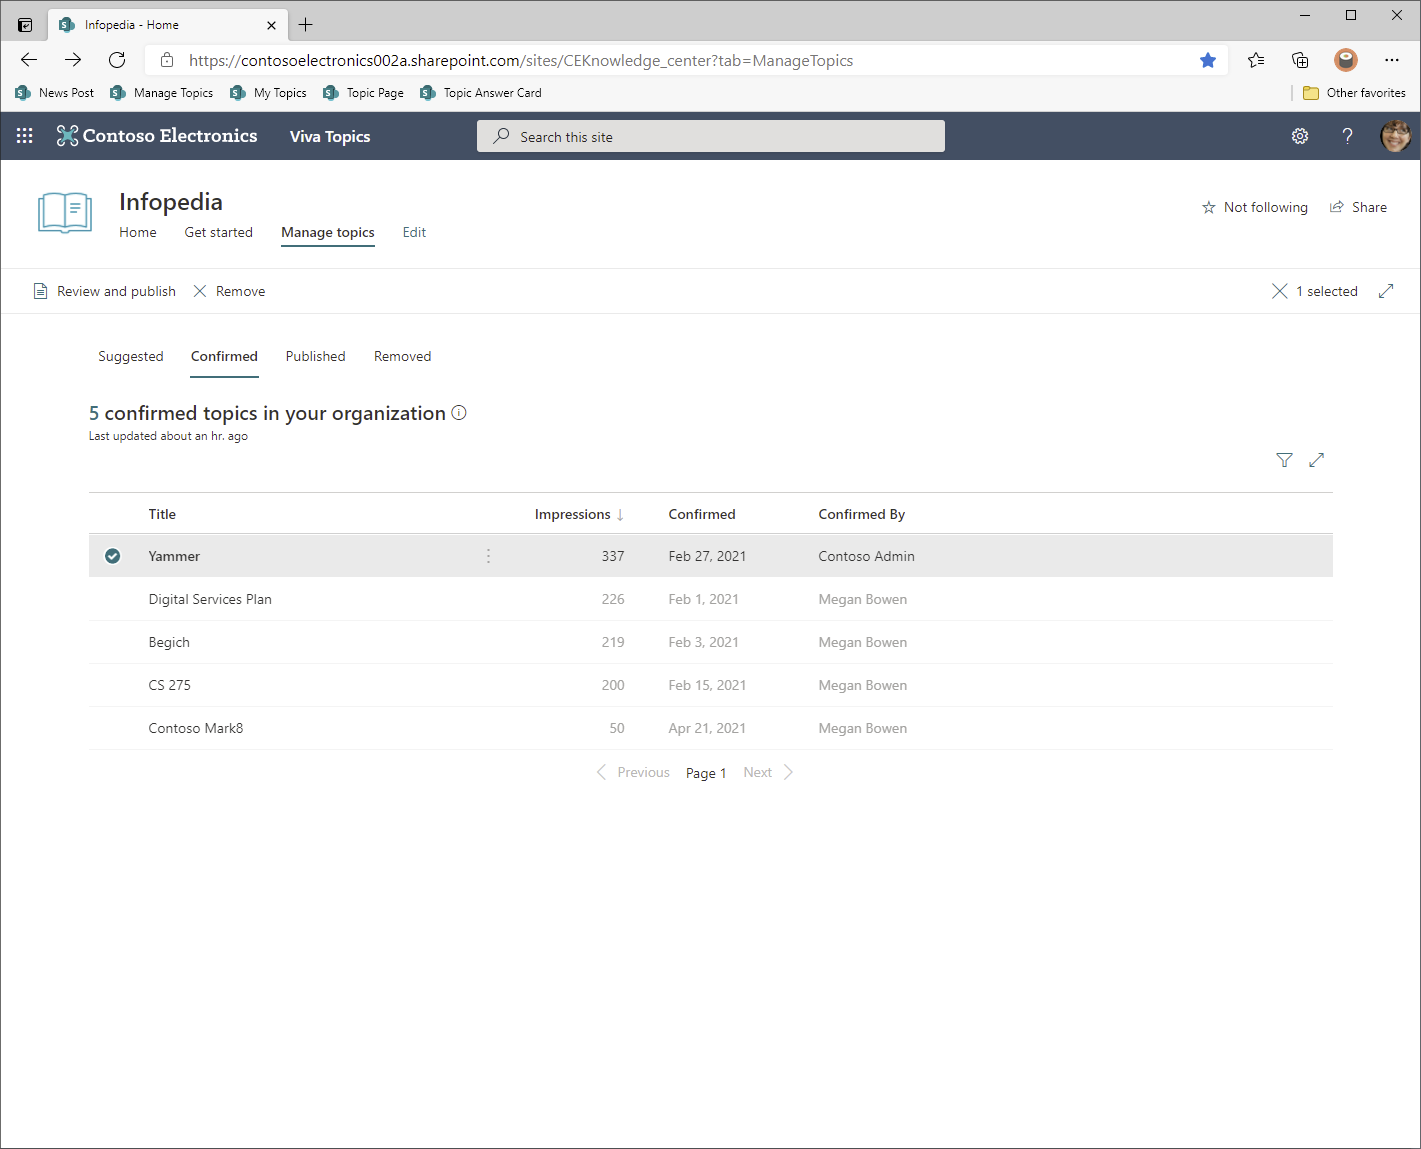 Infopedia - Home
https://contosoelectronics002a.sharepoint.com/sites/CEKnowledge_center?tab=ManageTopics
News Post Manage Topics My Topics Topic Page Topic Answer Card Other favorites
Contoso Electronics Viva Topics Search this site
Infopedia
Not following Share
Home Get started Manage topics Edit
Review and publish Remove 1 selected
Suggested Confirmed Published Removed
5 confirmed topics in your organization
Last updated about an hr. ago
Title Impressions Confirmed Confirmed By
Yammer 337 Feb 27, 2021 Contoso Admin
Digital Services Plan 226 Feb 1, 2021 Megan Bowen
Begich 219 Feb 3, 2021 Megan Bowen
CS 275 200 Feb 15, 2021 Megan Bowen
Contoso Mark8 50 Apr 21, 2021 Megan Bowen
Previous Page 1 Next